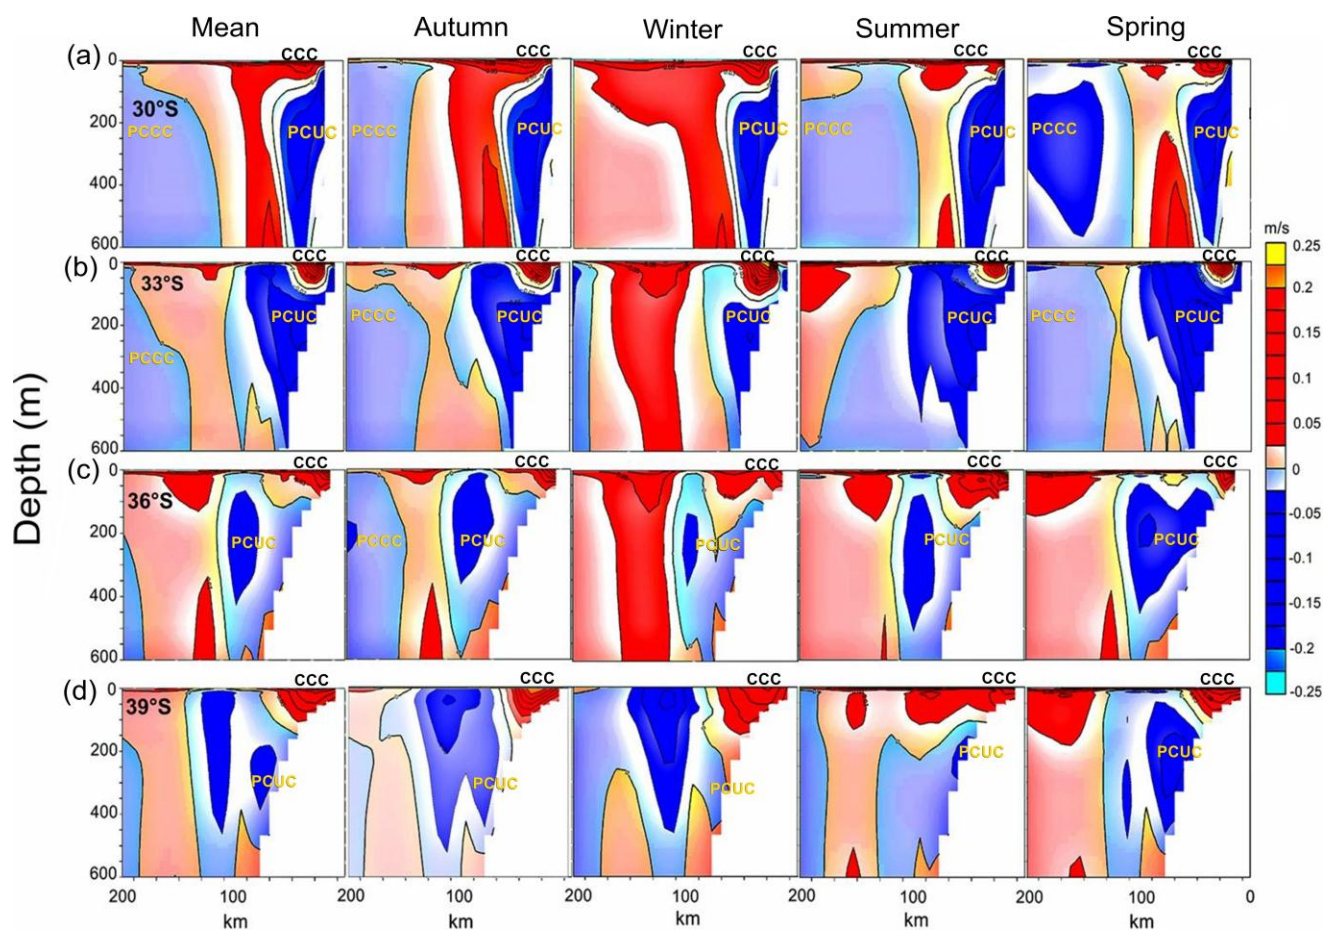 Mean Autumn Winter Summer Spring
(a) CCC CCC CCC CCC CCC
0
30°S
PCCC PCUC PCCC PCUC PCUC PCCC PCUC PCCC PCUC
200
400
600
(b) CCC CCC CCC CCC CCC
0
33°S
PCCC PCUC PCCC PCUC PCUC PCUC PCCC PCUC
200
400
600
(c) CCC CCC CCC CCC CCC
0
36°S
PCUC PCCC PCUC PCUC PCUC PCUC
200
400
600
(d) CCC CCC CCC CCC CCC
0
39°S
PCUC PCUC PCUC PCUC PCUC
200
400
600
200 100 200 100 200 100 200 100 200 100 0
km km km km km
Depth (m)
m/s
0.25
0.2
0.15
0.1
0.05
0
-0.05
-0.1
-0.15
-0.2
-0.25